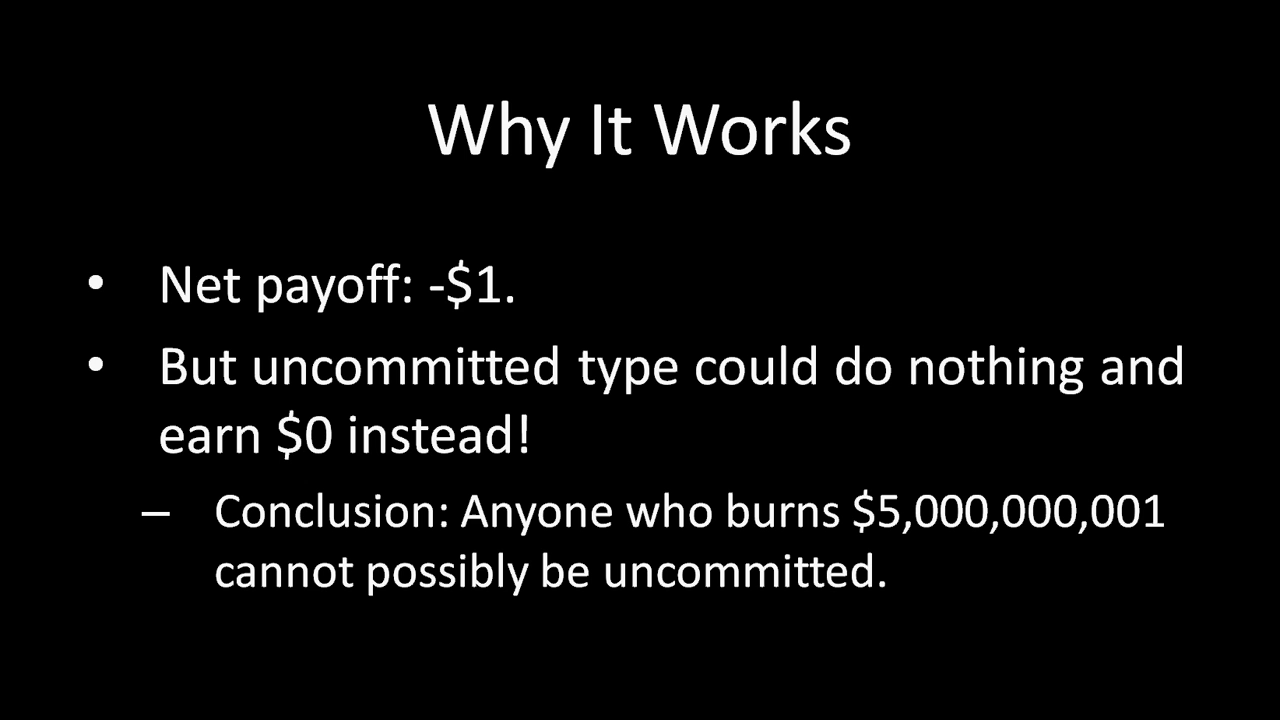 Why It Works
• Net payoff: -$1.
• But uncommitted type could do nothing and
earn $0 instead!
– Conclusion: Anyone who burns $5,000,000,001
cannot possibly be uncommitted.